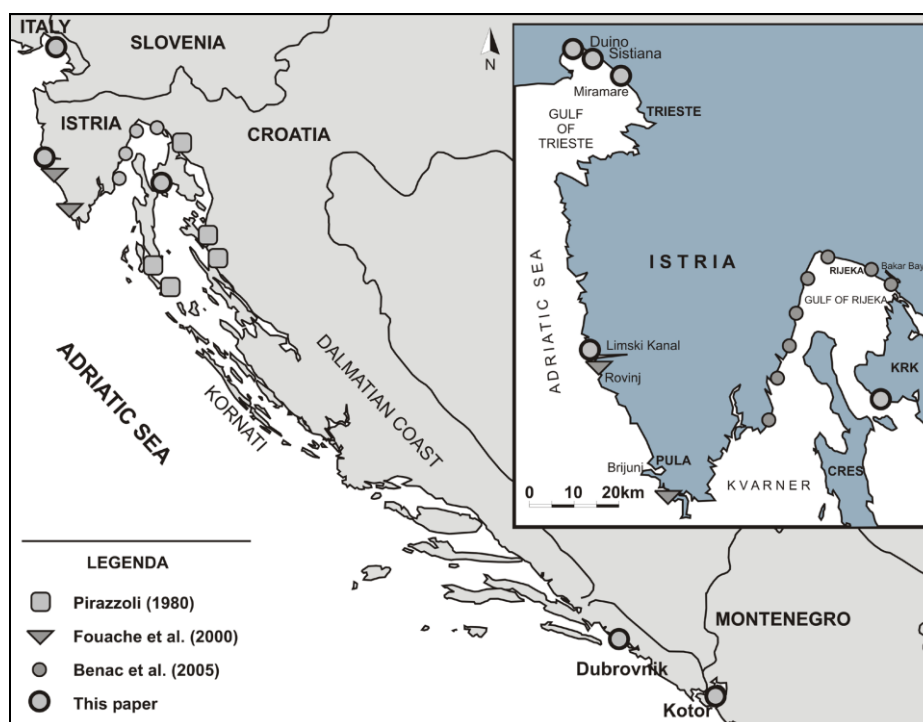 ITALY
SLOVENIA
N
ISTRIA
CROATIA
ADRIATIC SEA
KORNATI
DALMATIAN COAST
MONTENEGRO
Dubrovnik
Kotor
LEGENDA
Pirazzoli (1980)
Fouache et al. (2000)
Benac et al. (2005)
This paper
Duino
Sistiana
Miramare
TRIESTE
GULF
OF
TRIESTE
ADRIATIC SEA
ISTRIA
RIJEKA
Bakar Bay
GULF OF RIJEKA
Limski Kanal
Rovinj
KRK
PULA
Brijuni
CRES
KVARNER
0 10 20km